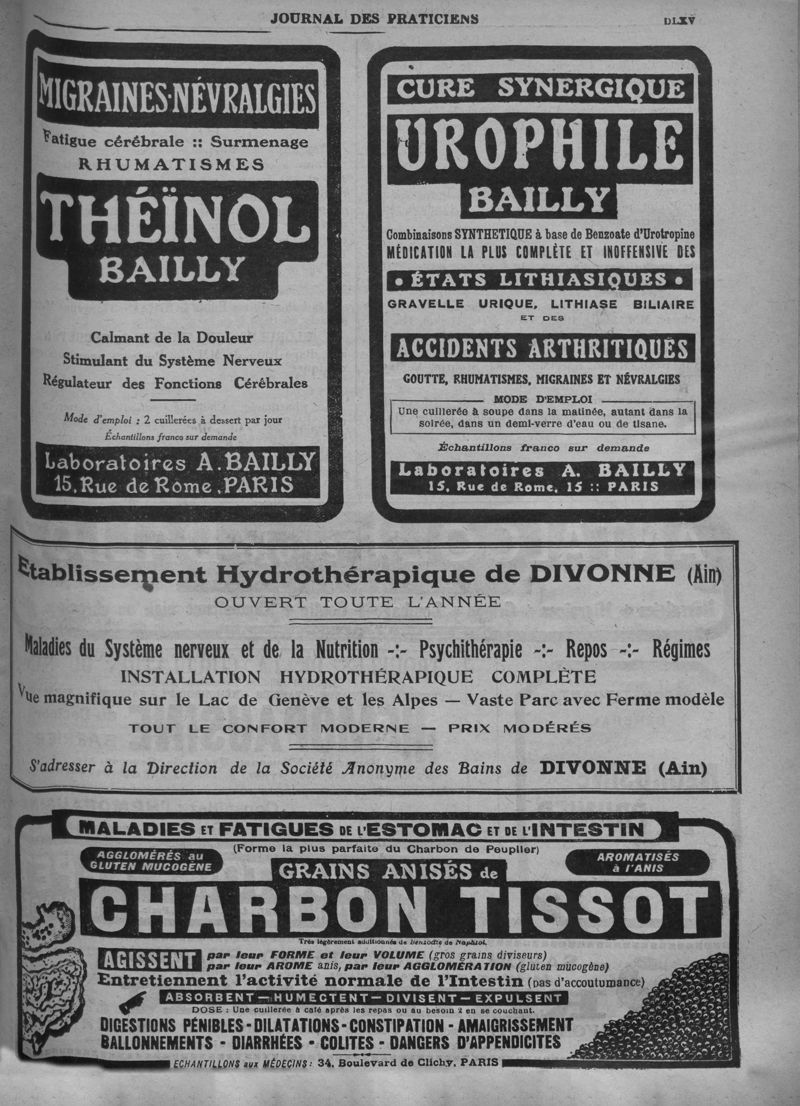 JOURNAL DES PRATICIENS
DLXV
MIGRAINES-NÉVRALGIES
Fatigue cérébrale :: Surmenage
RHUMATISMES
THÉÏNOL
BAILLY
Calmant de la Douleur
Stimulant du Système Nerveux
Régulateur des Fonctions Cérébrales
Mode d'emploi : 2 cuillerées à dessert par jour
Échantillons franco sur demande
Laboratoires A. BAILLY
15, Rue de Rome, PARIS
CURE SYNERGIQUE
UROPHILE
BAILLY
Combinaisons SYNTHETIQUE à base de Benzoate d'Urotropine
MÉDICATION LA PLUS COMPLÈTE ET INOFFENSIVE DES
• ÉTATS LITHIASIQUES •
GRAVELLE URIQUE, LITHIASE BILIAIRE
ET DES
ACCIDENTS ARTHRITIQUES
GOUTTE, RHUMATISMES, MIGRAINES ET NÉVRALGIES
MODE D'EMPLOI
Une cuillerée à soupe dans la matinée, autant dans la
soirée, dans un demi-verre d'eau ou de tisane.
Échantillons franco sur demande
Laboratoires A. BAILLY
15, Rue de Rome, 15 :: PARIS
Etablissement Hydrothérapique de DIVONNE (Ain)
OUVERT TOUTE L'ANNÉE
Maladies du Système nerveux et de la Nutrition -:- Psychithérapie -:- Repos -:- Régimes
INSTALLATION HYDROTHÉRAPIQUE COMPLÈTE
Vue magnifique sur le Lac de Genève et les Alpes — Vaste Parc avec Ferme modèle
TOUT LE CONFORT MODERNE — PRIX MODÉRÉS
S'adresser à la Direction de la Société Anonyme des Bains de DIVONNE (Ain)
MALADIES ET FATIGUES DE L'ESTOMAC ET DE L'INTESTIN
(Forme la plus parfaite du Charbon de Peuplier)
AGGLOMÉRÉS au
GLUTEN MUCOGÈNE
GRAINS ANISÉS de
AROMATISÉS
à l'ANIS
CHARBON TISSOT
Très légèrement additionnés de benzoate de Naphtol.
AGISSENT par leur FORME et leur VOLUME (gros grains diviseurs)
par leur AROME anis, par leur AGGLOMÉRATION (gluten mucogène)
Entretiennent l'activité normale de l'Intestin (pas d'accoutumance)
ABSORBENT — HUMECTENT — DIVISENT — EXPULSENT
DOSE : Une cuillerée à café après les repas ou au besoin 2 en se couchant.
DIGESTIONS PÉNIBLES - DILATATIONS - CONSTIPATION - AMAIGRISSEMENT
BALLONNEMENTS - DIARRHÉES - COLITES - DANGERS D'APPENDICITES
ECHANTILLONS aux MÉDECINS : 34, Boulevard de Clichy, PARIS